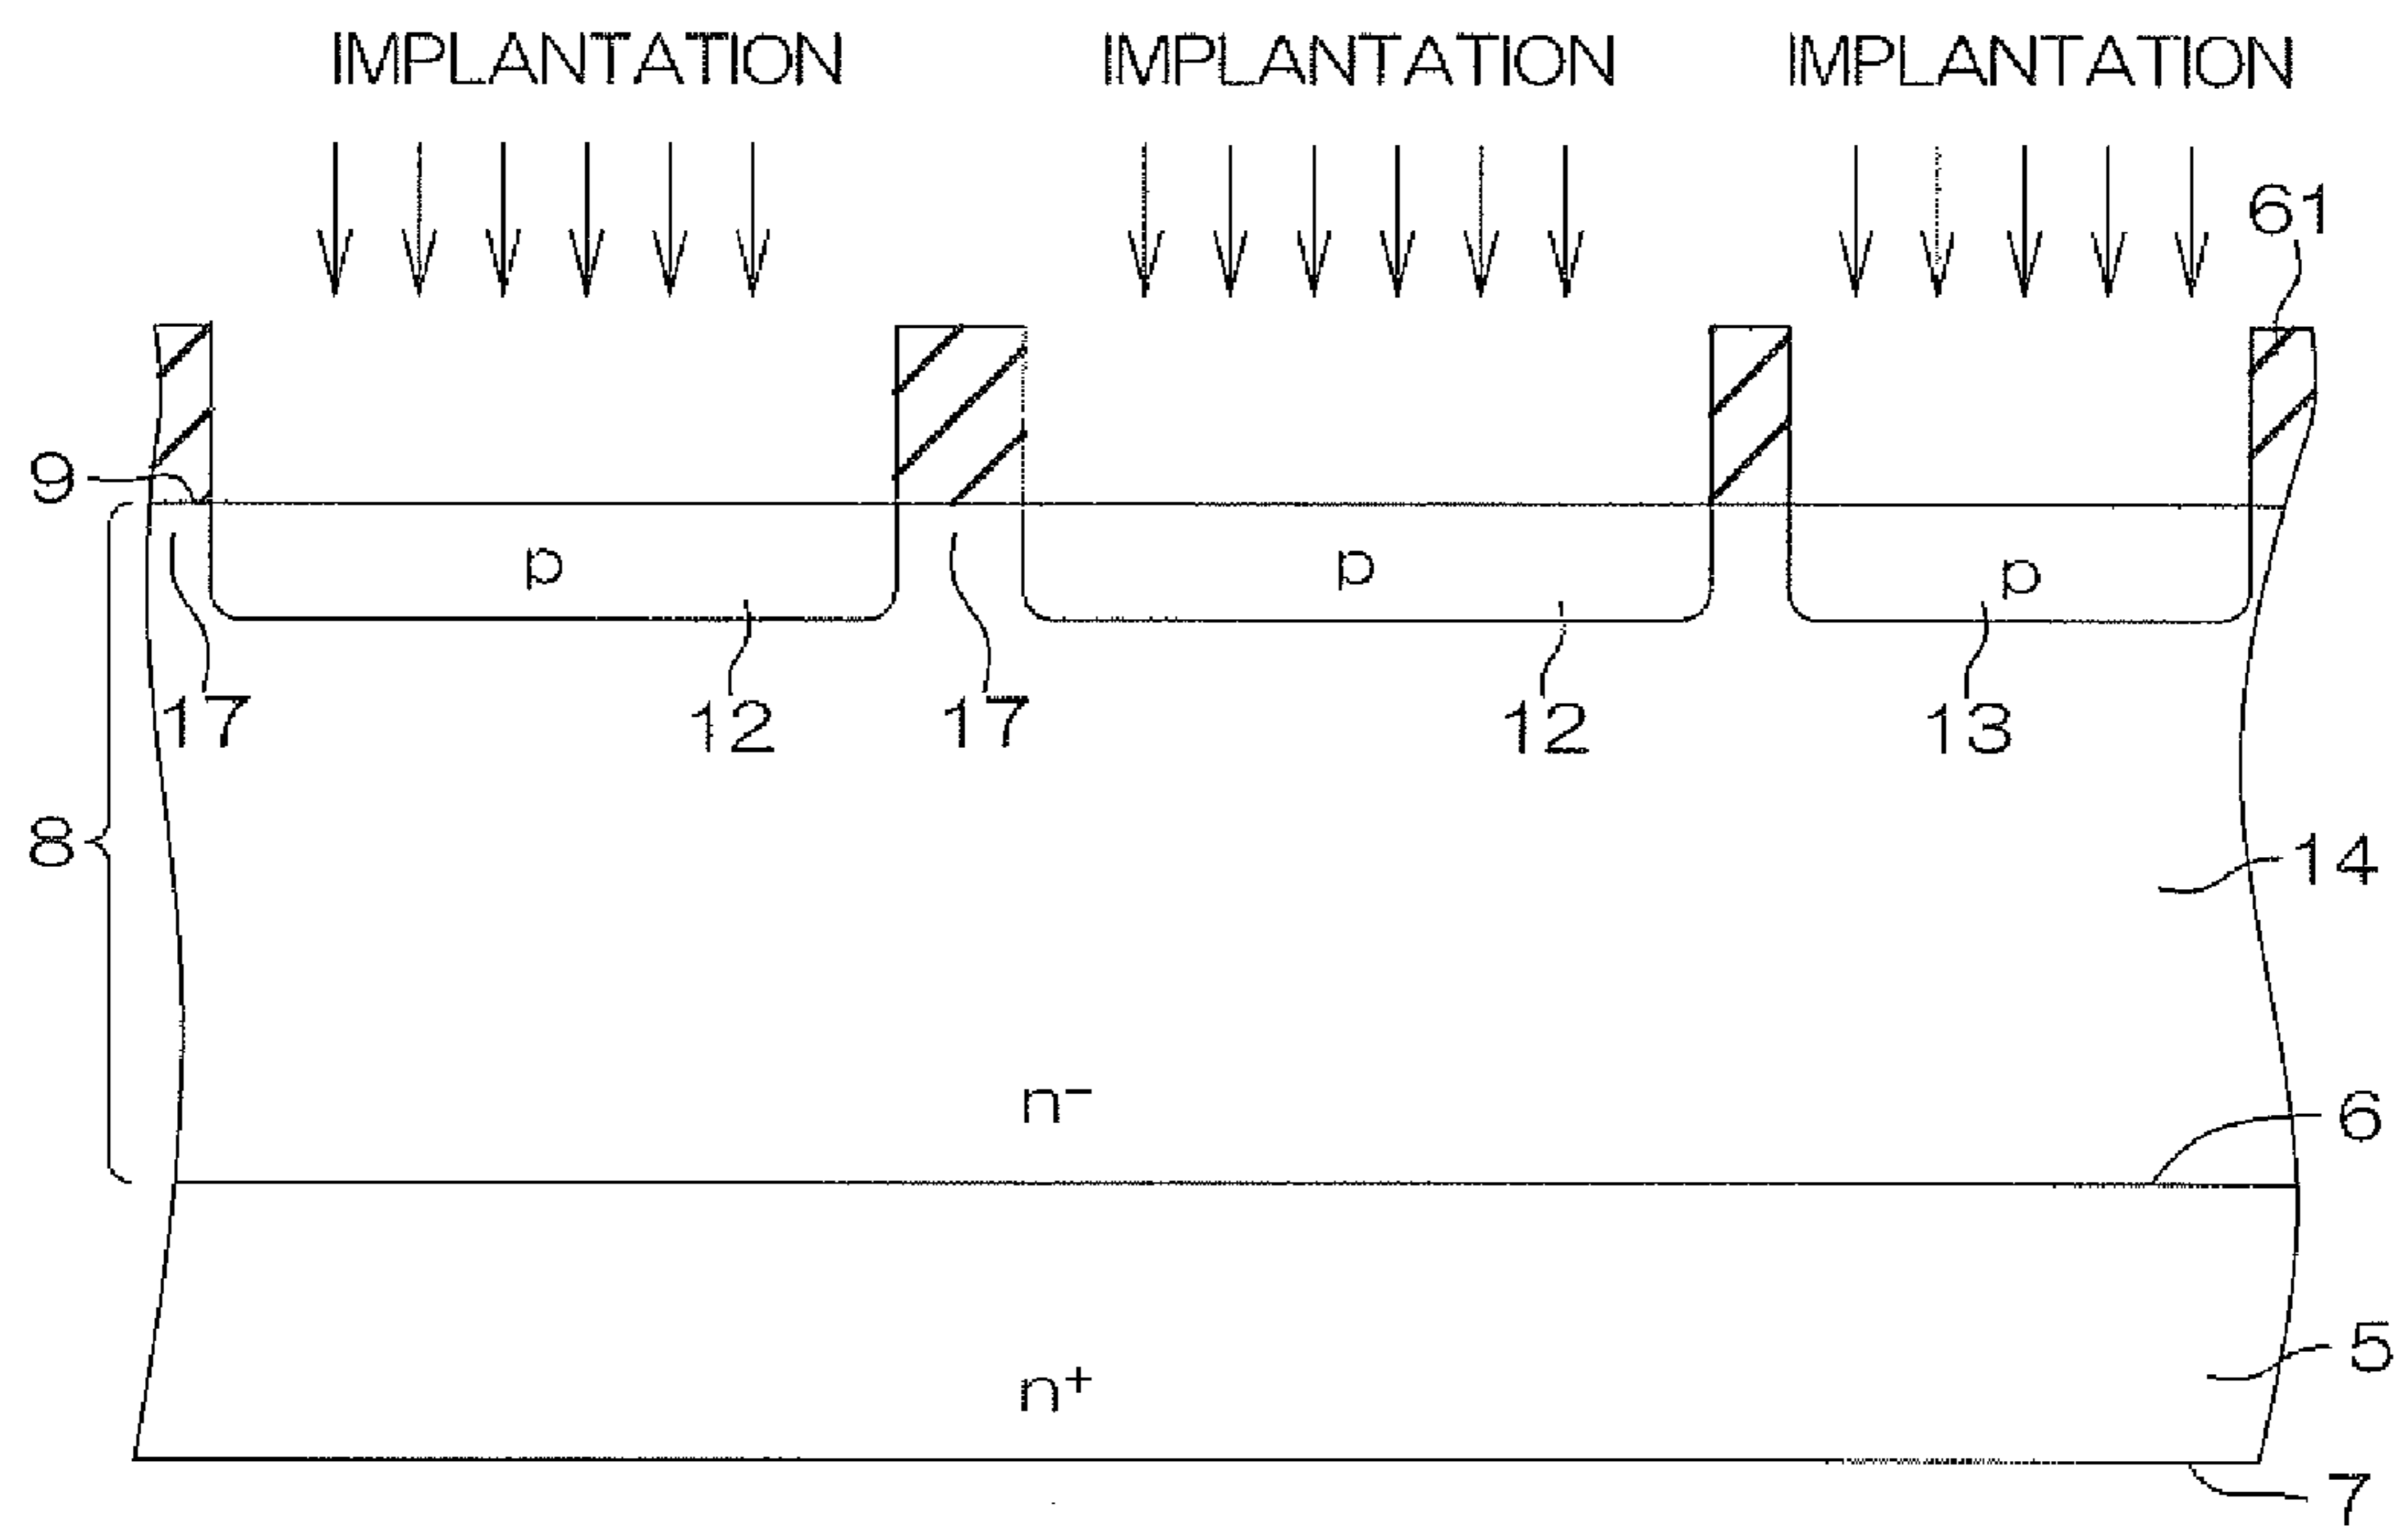 IMPLANTATION IMPLANTATION IMPLANTATION
61
9
p p p
17 12 17 12 13
8
14
n⁻
6
5
n⁺
7